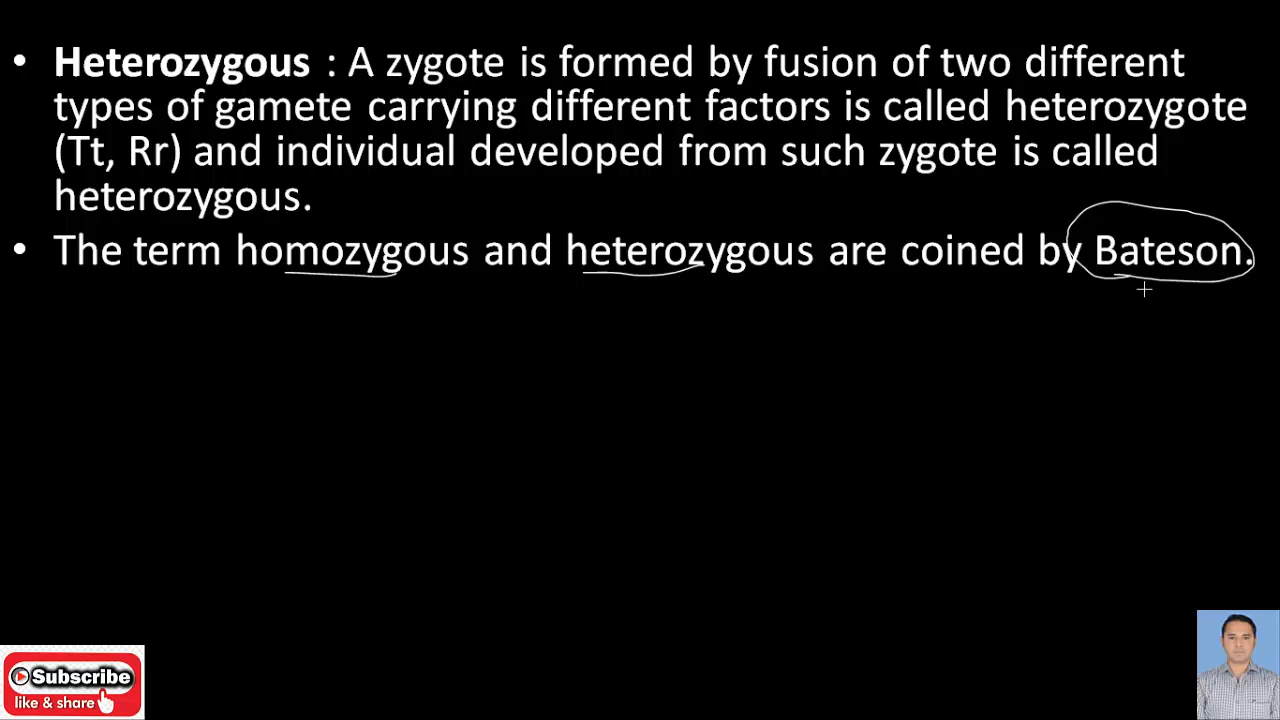 • Heterozygous : A zygote is formed by fusion of two different
types of gamete carrying different factors is called heterozygote
(Tt, Rr) and individual developed from such zygote is called
heterozygous.
• The term homozygous and heterozygous are coined by Bateson.
Subscribe
like & share